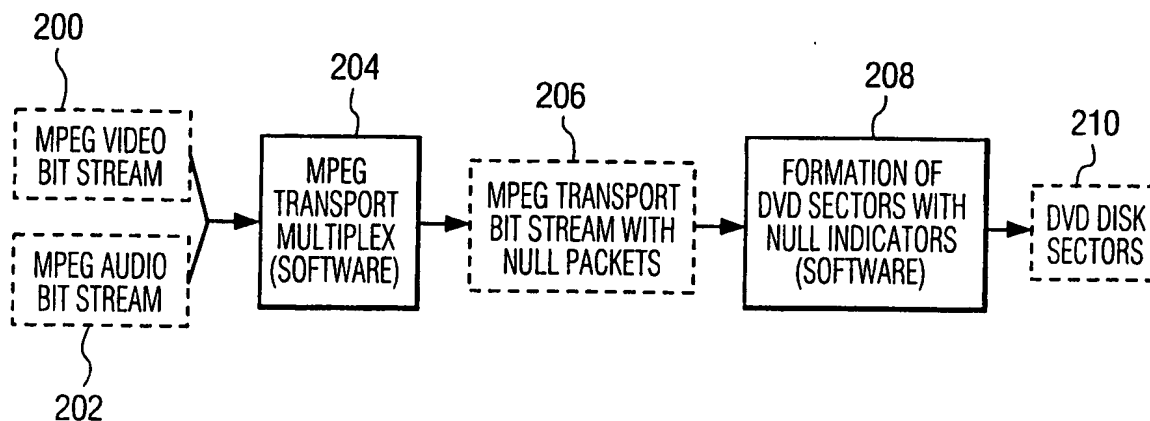 200
MPEG VIDEO
BIT STREAM
MPEG AUDIO
BIT STREAM
202
204
MPEG
TRANSPORT
MULTIPLEX
(SOFTWARE)
206
MPEG TRANSPORT
BIT STREAM WITH
NULL PACKETS
208
FORMATION OF
DVD SECTORS WITH
NULL INDICATORS
(SOFTWARE)
210
DVD DISK
SECTORS